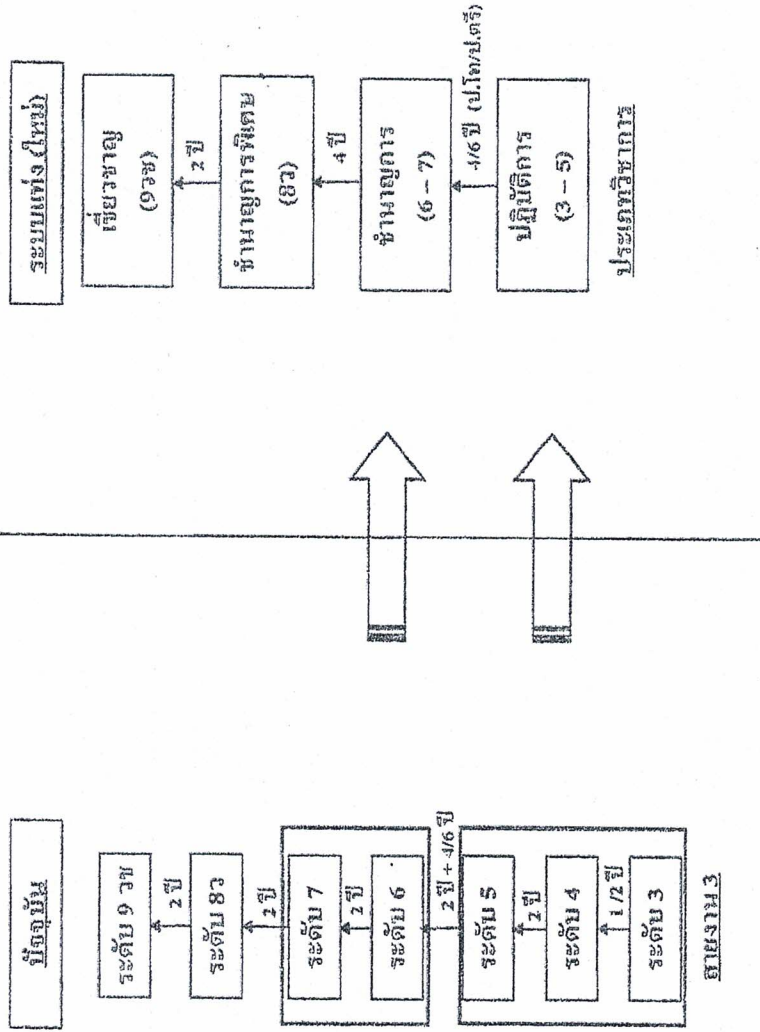 ปัจจุบัน
ระดับ 9 วช
2 ปี
ระดับ 8ว
2 ปี
ระดับ 7
2 ปี
ระดับ 6
2 ปี + 4/6 ปี
ระดับ 5
2 ปี
ระดับ 4
1/2 ปี
ระดับ 3
สายงาน 3
ระบบแท่ง (ใหม่)
เชี่ยวชาญ
(9วช)
2 ปี
ชำนาญการพิเศษ
(8ว)
4 ปี
ชำนาญการ
(6 – 7)
4/6 ปี (ป.โท/ป.ตรี)
ปฏิบัติการ
(3 – 5)
ประเภทวิชาการ